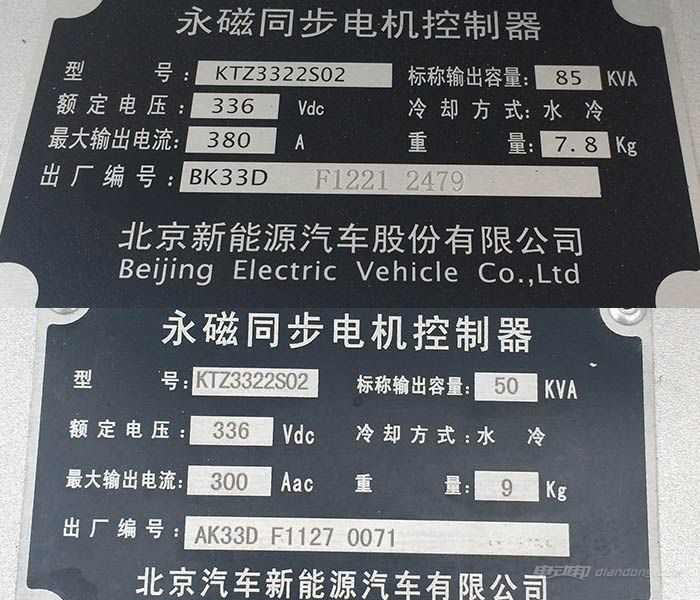 永磁同步电机控制器
型 号: KTZ3322S02 标称输出容量: 85 KVA
额定电压: 336 Vdc 冷却方式: 水 冷
最大输出电流: 380 A 重 量: 7.8 Kg
出厂编号: BK33D F1221 2479
北京新能源汽车股份有限公司
Beijing Electric Vehicle Co.,Ltd
永磁同步电机控制器
型 号: KTZ3322S02 标称输出容量: 50 KVA
额定电压: 336 Vdc 冷却方式: 水 冷
最大输出电流: 300 Aac 重 量: 9 Kg
出厂编号: AK33D F1127 0071
北京汽车新能源汽车有限公司
电动邦 diandong.com